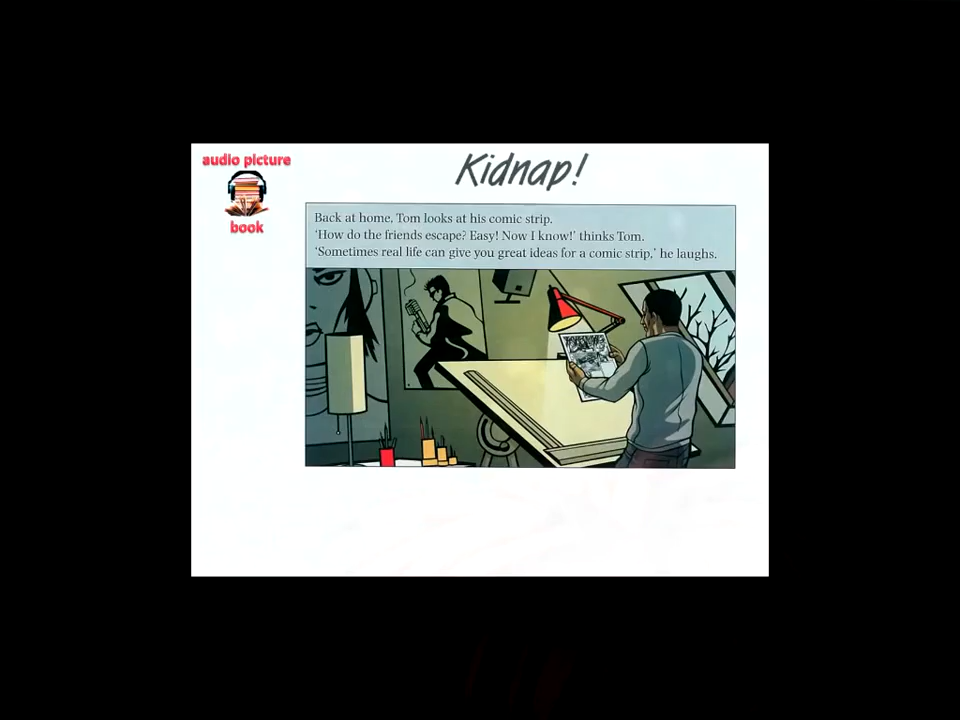 audio picture
book
Kidnap!
Back at home, Tom looks at his comic strip.
‘How do the friends escape? Easy! Now I know!’ thinks Tom.
‘Sometimes real life can give you great ideas for a comic strip,’ he laughs.